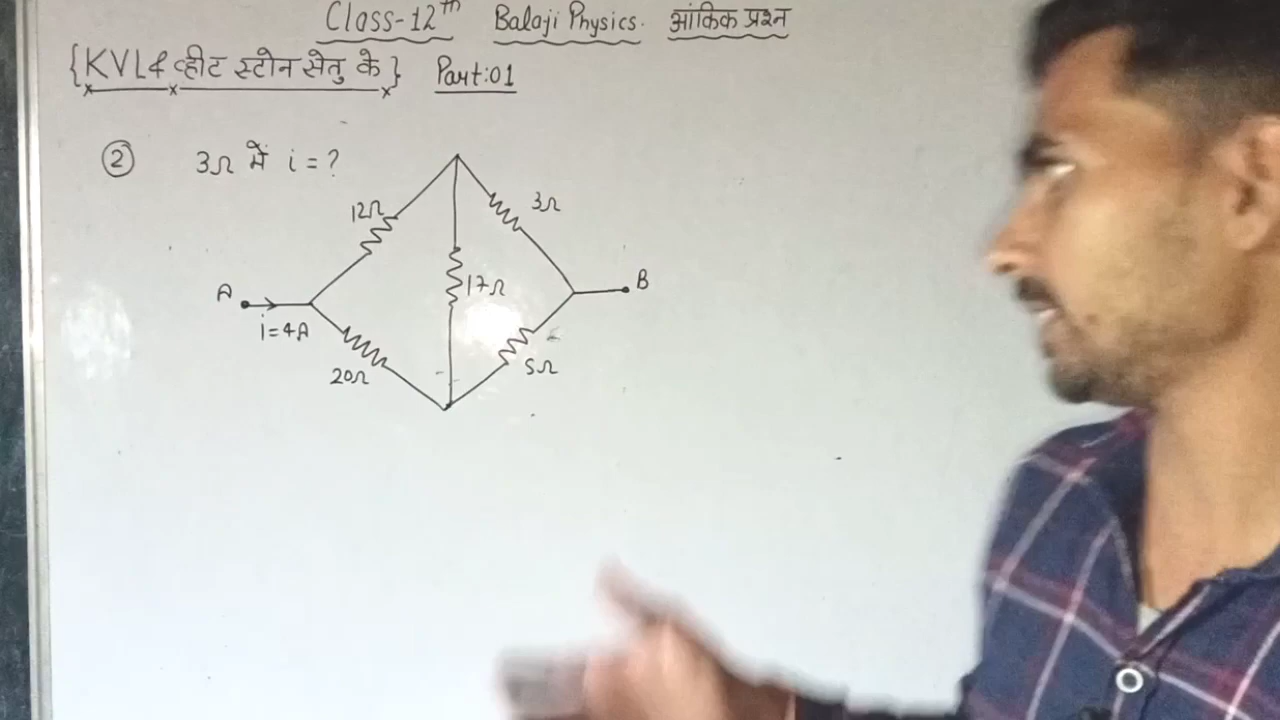 Class-12th Balaji Physics. आंकिक प्रश्न
{KVL & व्हीट स्टोन सेतु के} Part:01
② 3Ω में i = ?
12Ω 3Ω
A 17Ω B
i=4A
20Ω 5Ω